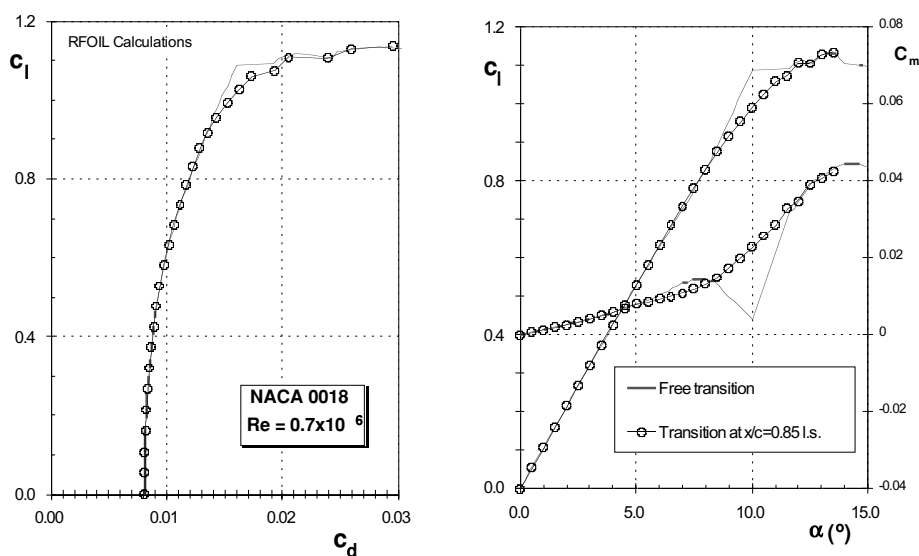 RFOIL Calculations
1.2
c_l
0.8
0.4
0.0
NACA 0018
Re = 0.7x10 6
0.00
0.01
0.02
0.03
c_d
1.2
c_l
0.8
0.4
0.0
0.08
C_m
0.06
0.04
0.02
0
-0.02
-0.04
Free transition
Transition at x/c=0.85 l.s.
0.0
5.0
10.0
15.0
α (º)